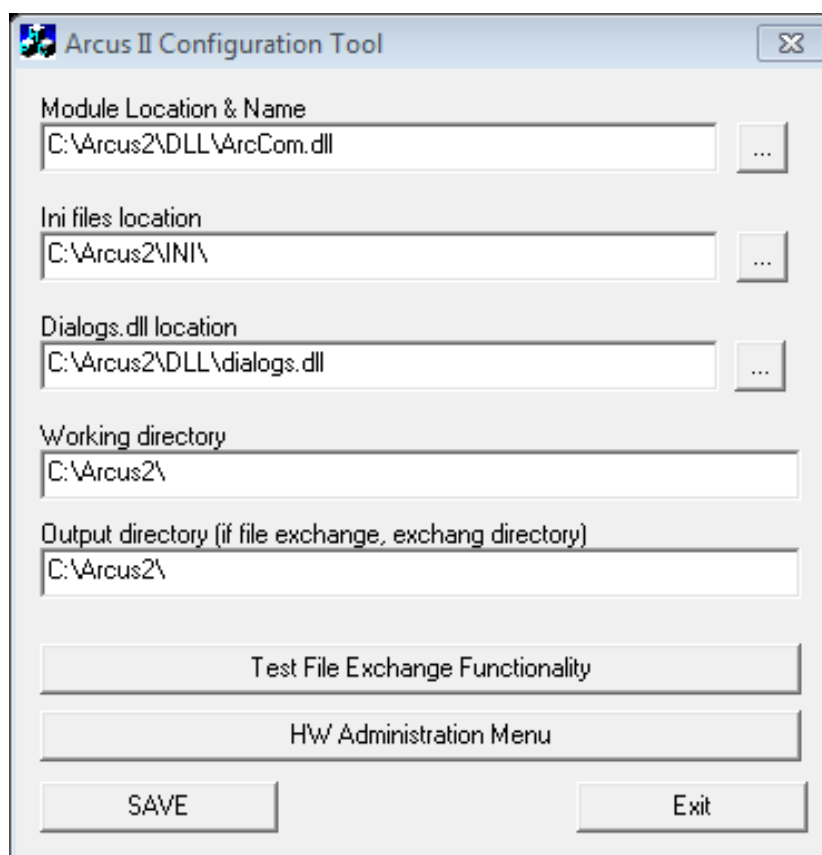 Arcus II Configuration Tool
Module Location & Name
C:\Arcus2\DLL\ArcCom.dll
...
Ini files location
C:\Arcus2\INI\
...
Dialogs.dll location
C:\Arcus2\DLL\dialogs.dll
...
Working directory
C:\Arcus2\
Output directory (if file exchange, exchang directory)
C:\Arcus2\
Test File Exchange Functionality
HW Administration Menu
SAVE
Exit